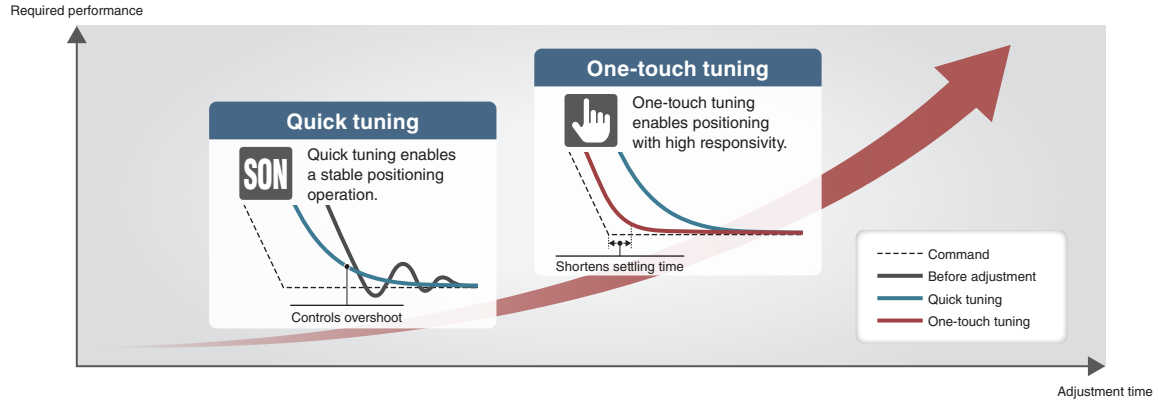 Required performance
One-touch tuning
One-touch tuning
enables positioning
with high responsivity.
Shortens settling time
Quick tuning
SON
Quick tuning enables
a stable positioning
operation.
Controls overshoot
Command
Before adjustment
Quick tuning
One-touch tuning
Adjustment time